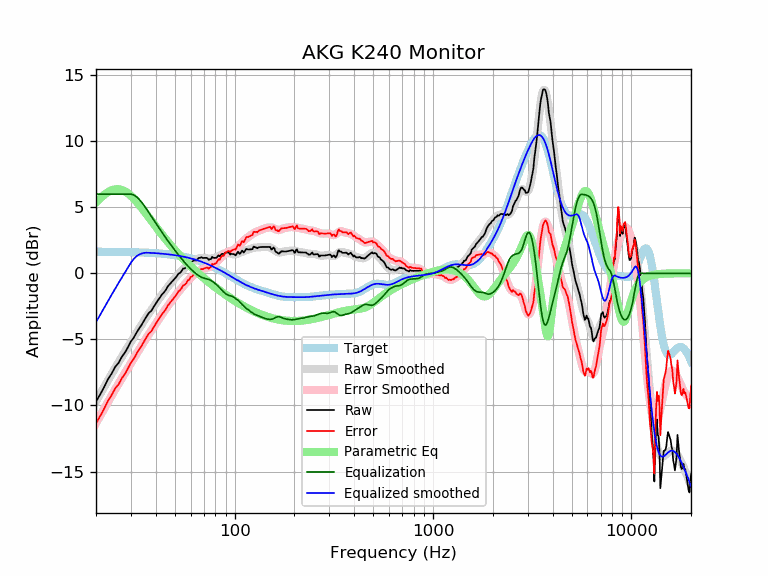 AKG K240 Monitor
Amplitude (dBr)
15
10
5
0
−5
−10
−15
Target
Raw Smoothed
Error Smoothed
Raw
Error
Parametric Eq
Equalization
Equalized smoothed
100
1000
10000
Frequency (Hz)